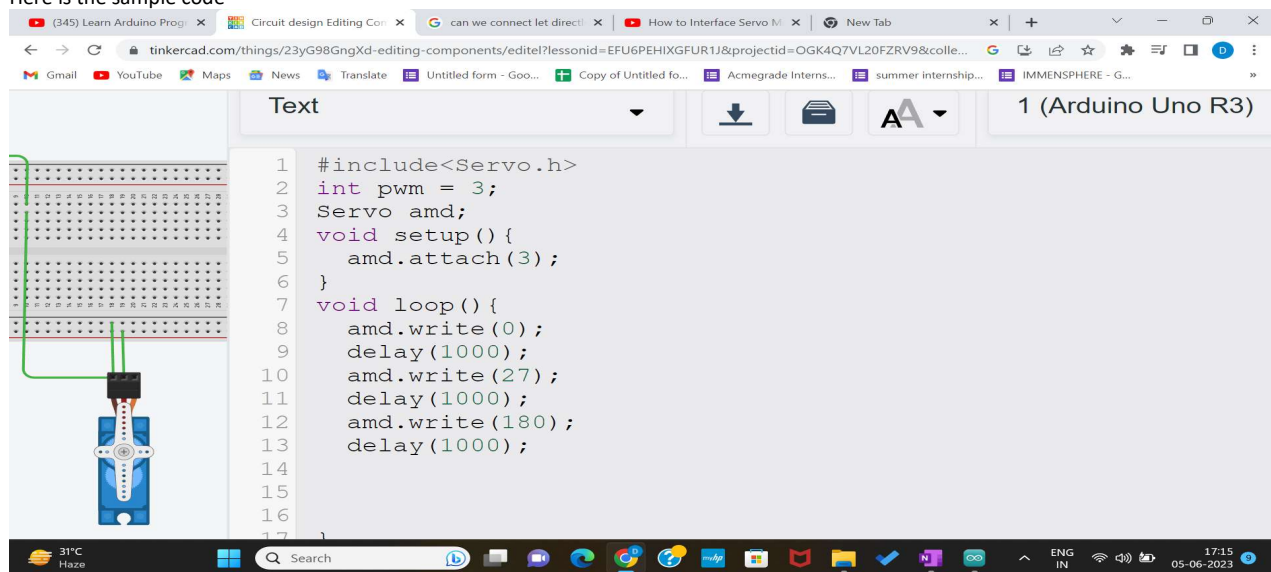 Here is the sample code
(345) Learn Arduino Progr
Circuit design Editing Con
can we connect let directl
How to Interface Servo M
New Tab
tinkercad.com/things/23yG98GngXd-editing-components/editel?lessonid=EFU6PEHIXGFUR1J&projectid=OGK4Q7VL20FZRV9&colle...
Gmail YouTube Maps News Translate Untitled form - Goo... Copy of Untitled fo... Acmegrade Interns... summer internship... IMMENSPHERE - G... »
Text
1 (Arduino Uno R3)
1 #include<Servo.h>
2 int pwm = 3;
3 Servo amd;
4 void setup(){
5 amd.attach(3);
6 }
7 void loop(){
8 amd.write(0);
9 delay(1000);
10 amd.write(27);
11 delay(1000);
12 amd.write(180);
13 delay(1000);
14
15
16
17 }
31°C
Haze
Search
ENG
IN
17:15
05-06-2023
9